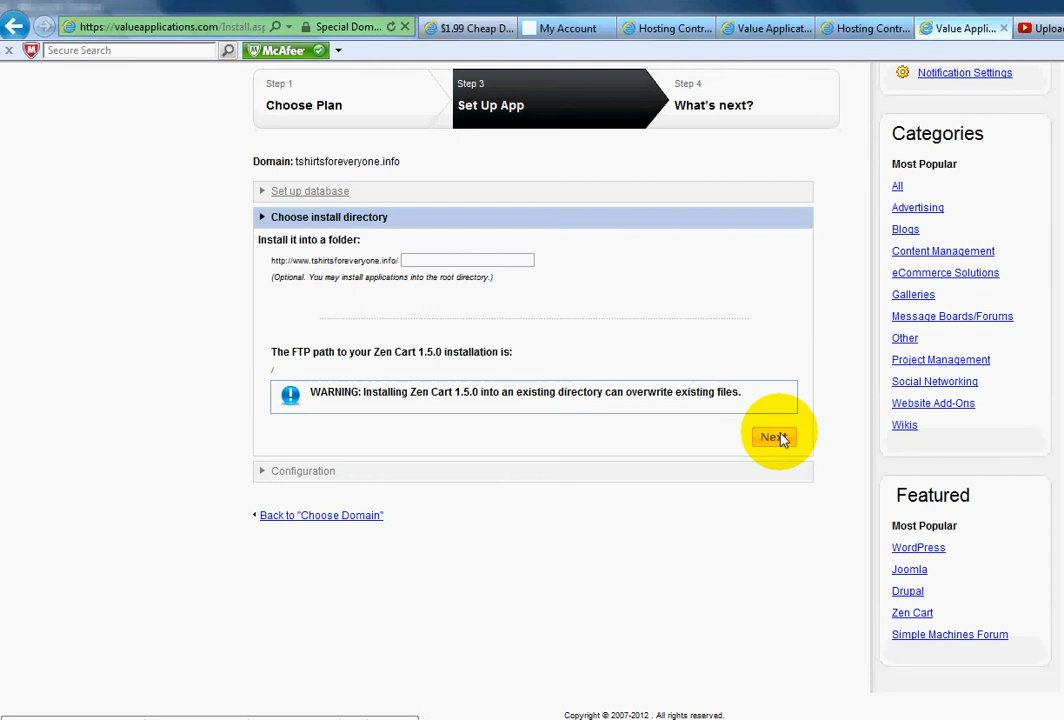 https://valueapplications.com/Install.asp
Special Dom...
$1.99 Cheap D...
My Account
Hosting Contr...
Value Applicat...
Hosting Contr...
Value Appli...
Uploa
Secure Search
McAfee
Notification Settings
Step 1
Choose Plan
Step 3
Set Up App
Step 4
What's next?
Domain: tshirtsforeveryone.info
Set up database
Choose install directory
Install it into a folder:
http://www.tshirtsforeveryone.info/
(Optional. You may install applications into the root directory.)
The FTP path to your Zen Cart 1.5.0 installation is:
/
WARNING: Installing Zen Cart 1.5.0 into an existing directory can overwrite existing files.
Next
Configuration
Back to "Choose Domain"
Categories
Most Popular
All
Advertising
Blogs
Content Management
eCommerce Solutions
Galleries
Message Boards/Forums
Other
Project Management
Social Networking
Website Add-Ons
Wikis
Featured
Most Popular
WordPress
Joomla
Drupal
Zen Cart
Simple Machines Forum
Copyright © 2007-2012 . All rights reserved.